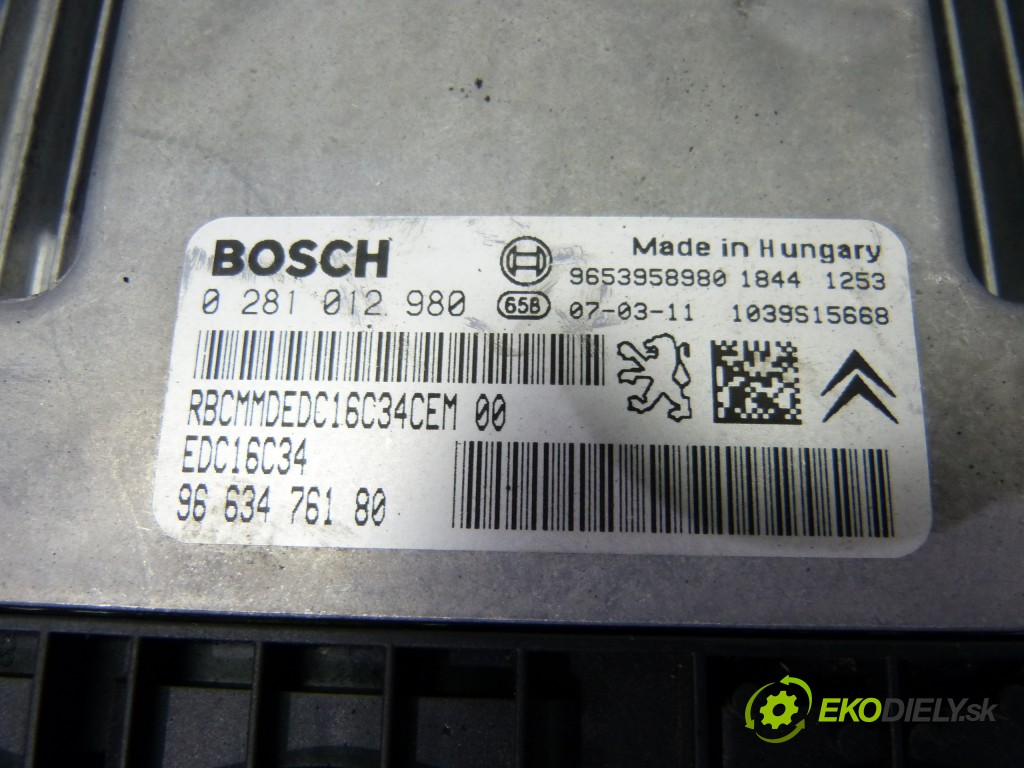 BOSCH
Made in Hungary
9653958980 1844 1253
0 281 012 980
658
07-03-11 1039S15668
RBCMMDEDC16C34CEM 00
EDC16C34
96 634 761 80
EKODIELY.sk